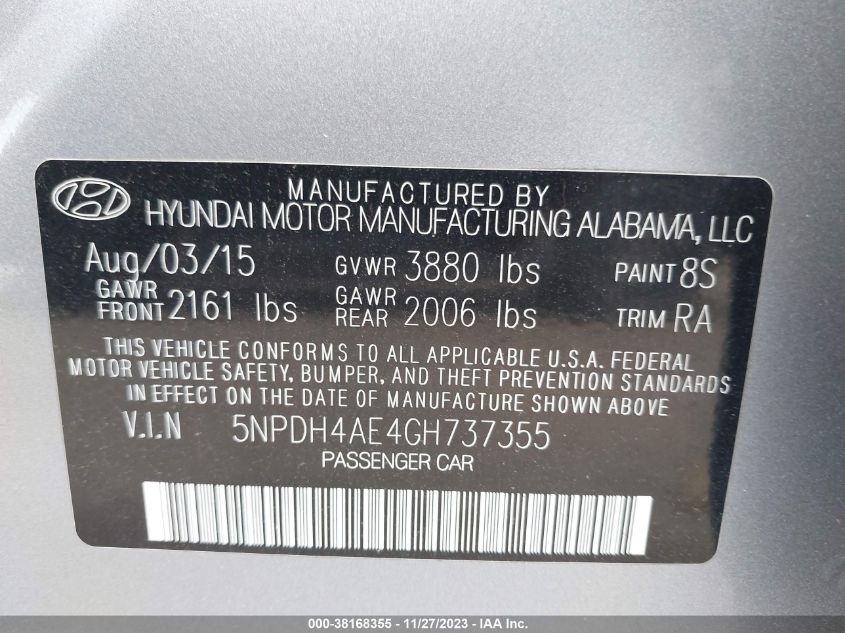 MANUFACTURED BY
HYUNDAI MOTOR MANUFACTURING ALABAMA, LLC
Aug/03/15 GVWR 3880 lbs PAINT 8S
GAWR FRONT 2161 lbs GAWR REAR 2006 lbs TRIM RA
THIS VEHICLE CONFORMS TO ALL APPLICABLE U.S.A. FEDERAL
MOTOR VEHICLE SAFETY, BUMPER, AND THEFT PREVENTION STANDARDS
IN EFFECT ON THE DATE OF MANUFACTURE SHOWN ABOVE
V.I.N 5NPDH4AE4GH737355
PASSENGER CAR
000-38168355 - 11/27/2023 - IAA Inc.